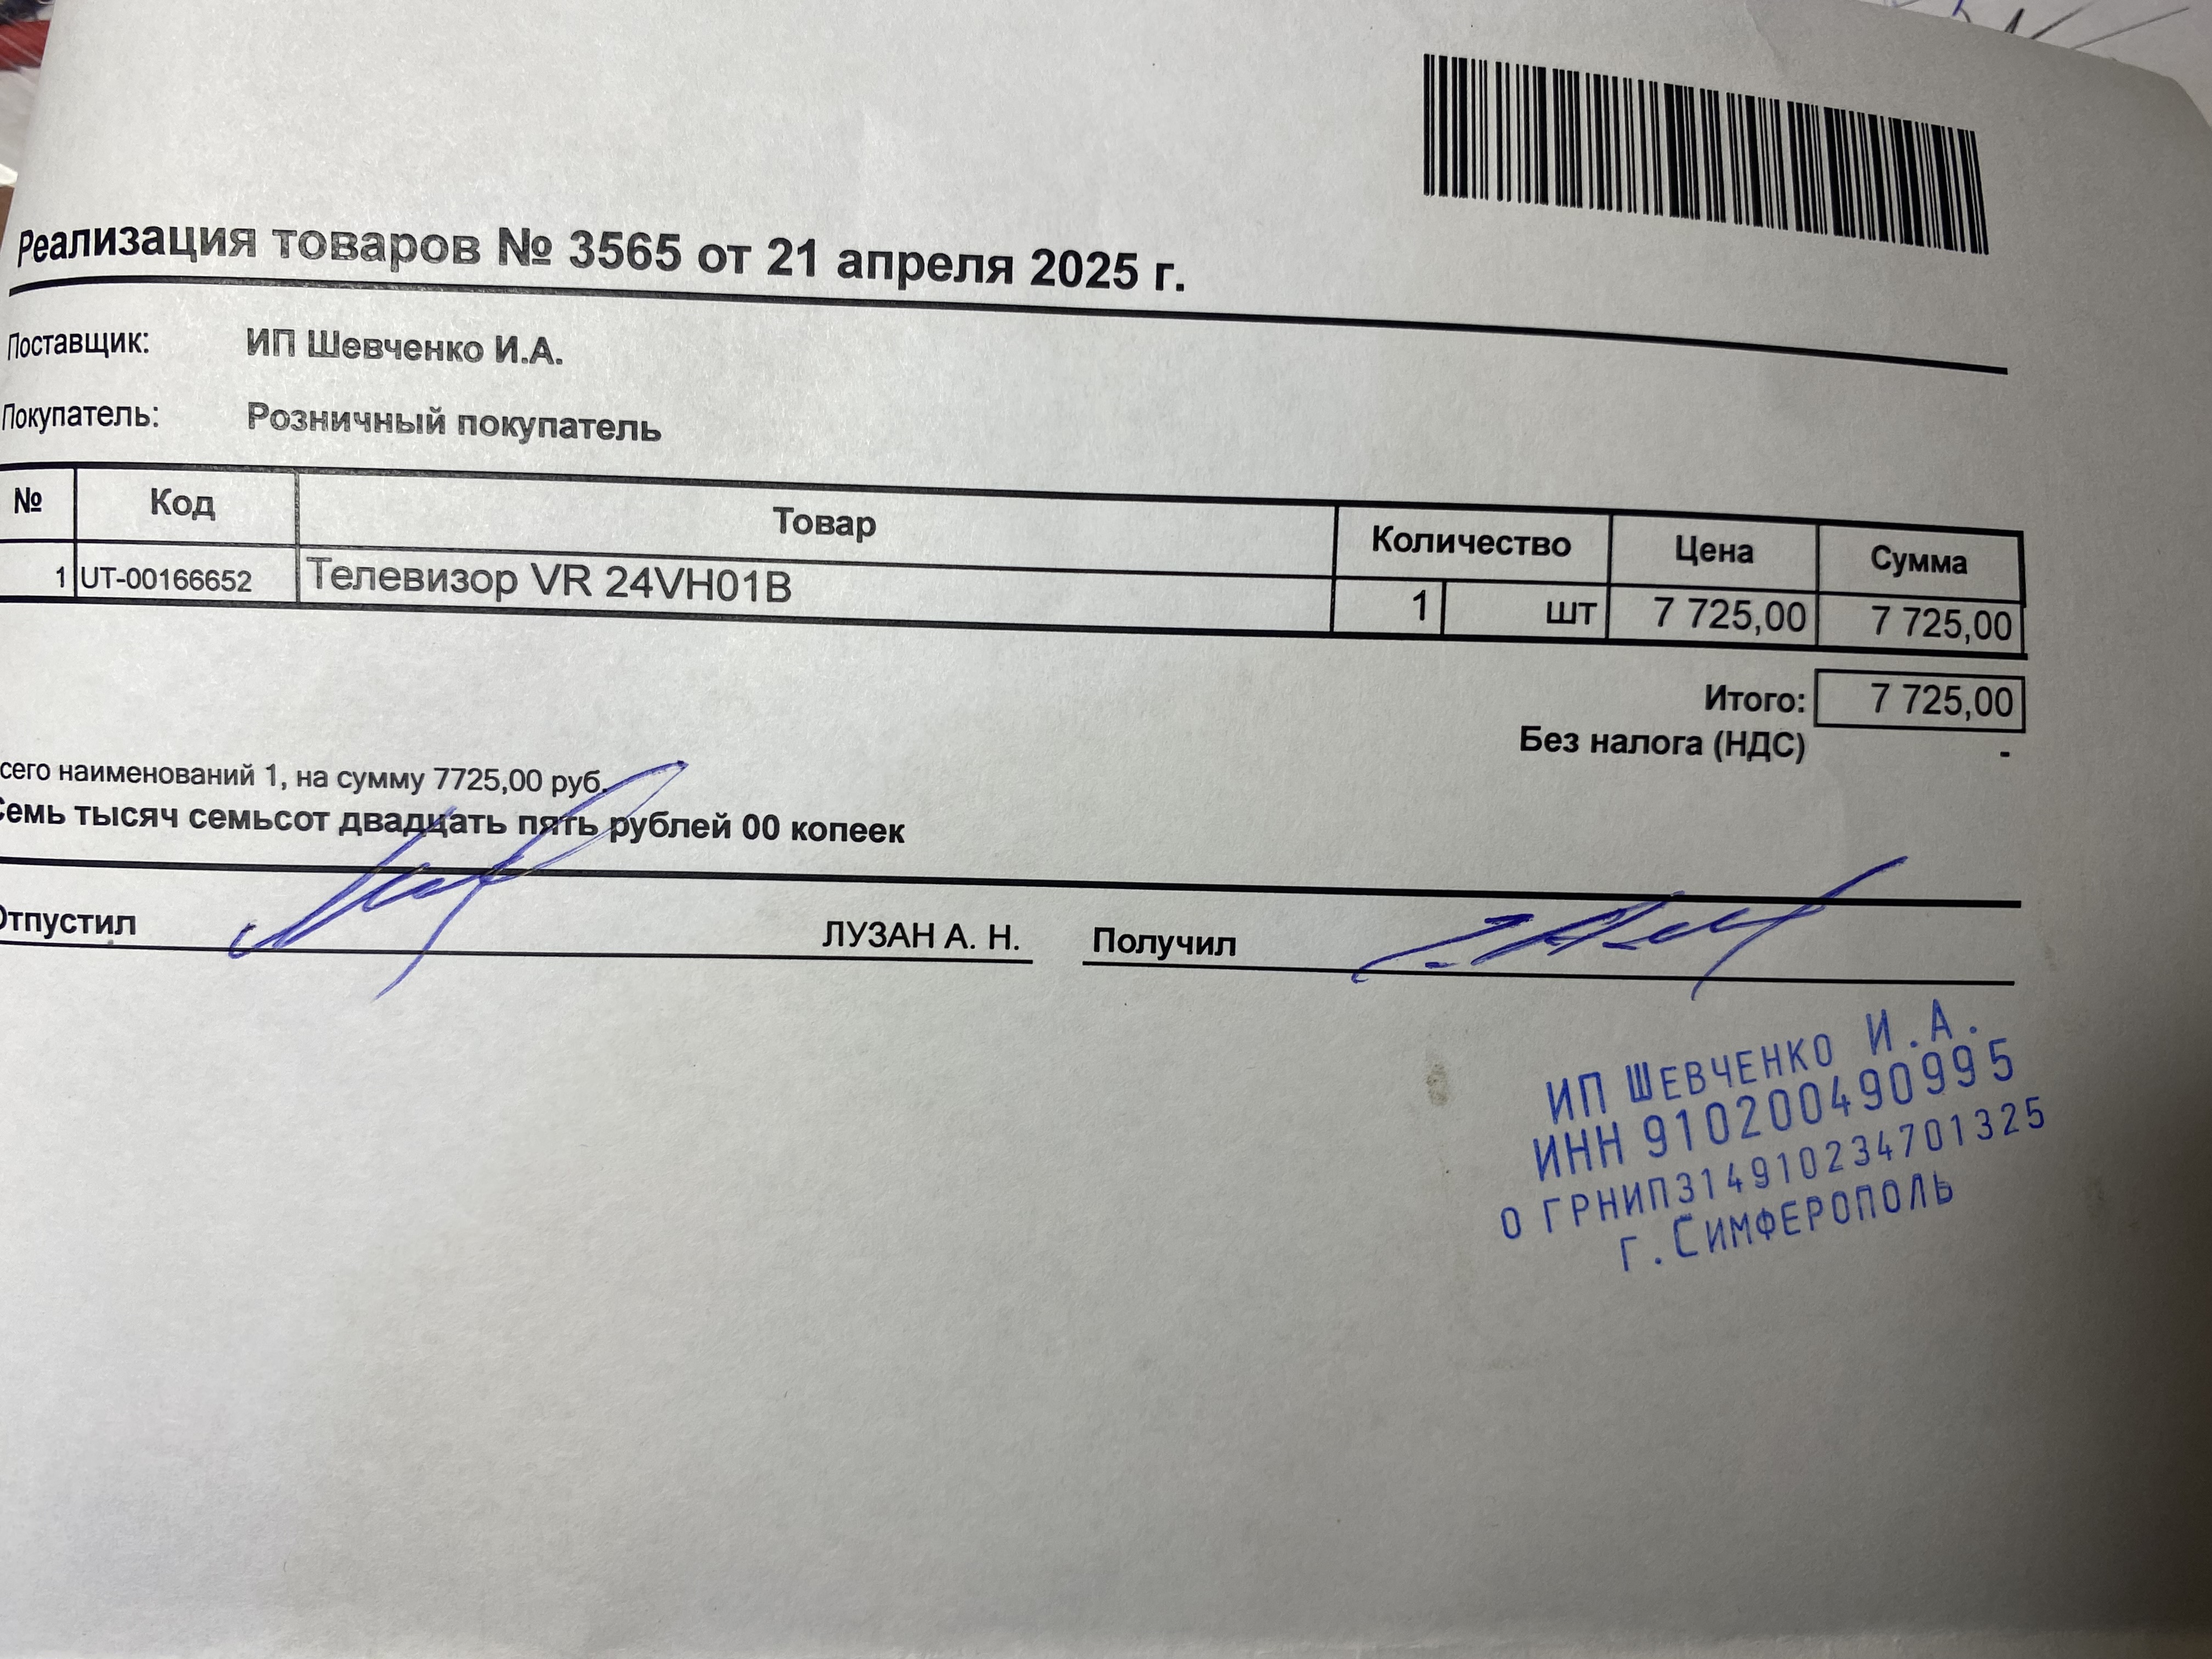 Реализация товаров № 3565 от 21 апреля 2025 г.
Поставщик: ИП Шевченко И.А.
Покупатель: Розничный покупатель
№ Код Товар Количество Цена Сумма
1 UT-00166652 Телевизор VR 24VH01B 1 шт 7 725,00 7 725,00
Итого: 7 725,00
Без налога (НДС) -
сего наименований 1, на сумму 7725,00 руб.
Семь тысяч семьсот двадцать пять рублей 00 копеек
Отпустил ЛУЗАН А. Н. Получил
ИП ШЕВЧЕНКО И.А.
ИНН 910200490995
ОГРНИП314910234701325
г.СИМФЕРОПОЛЬ